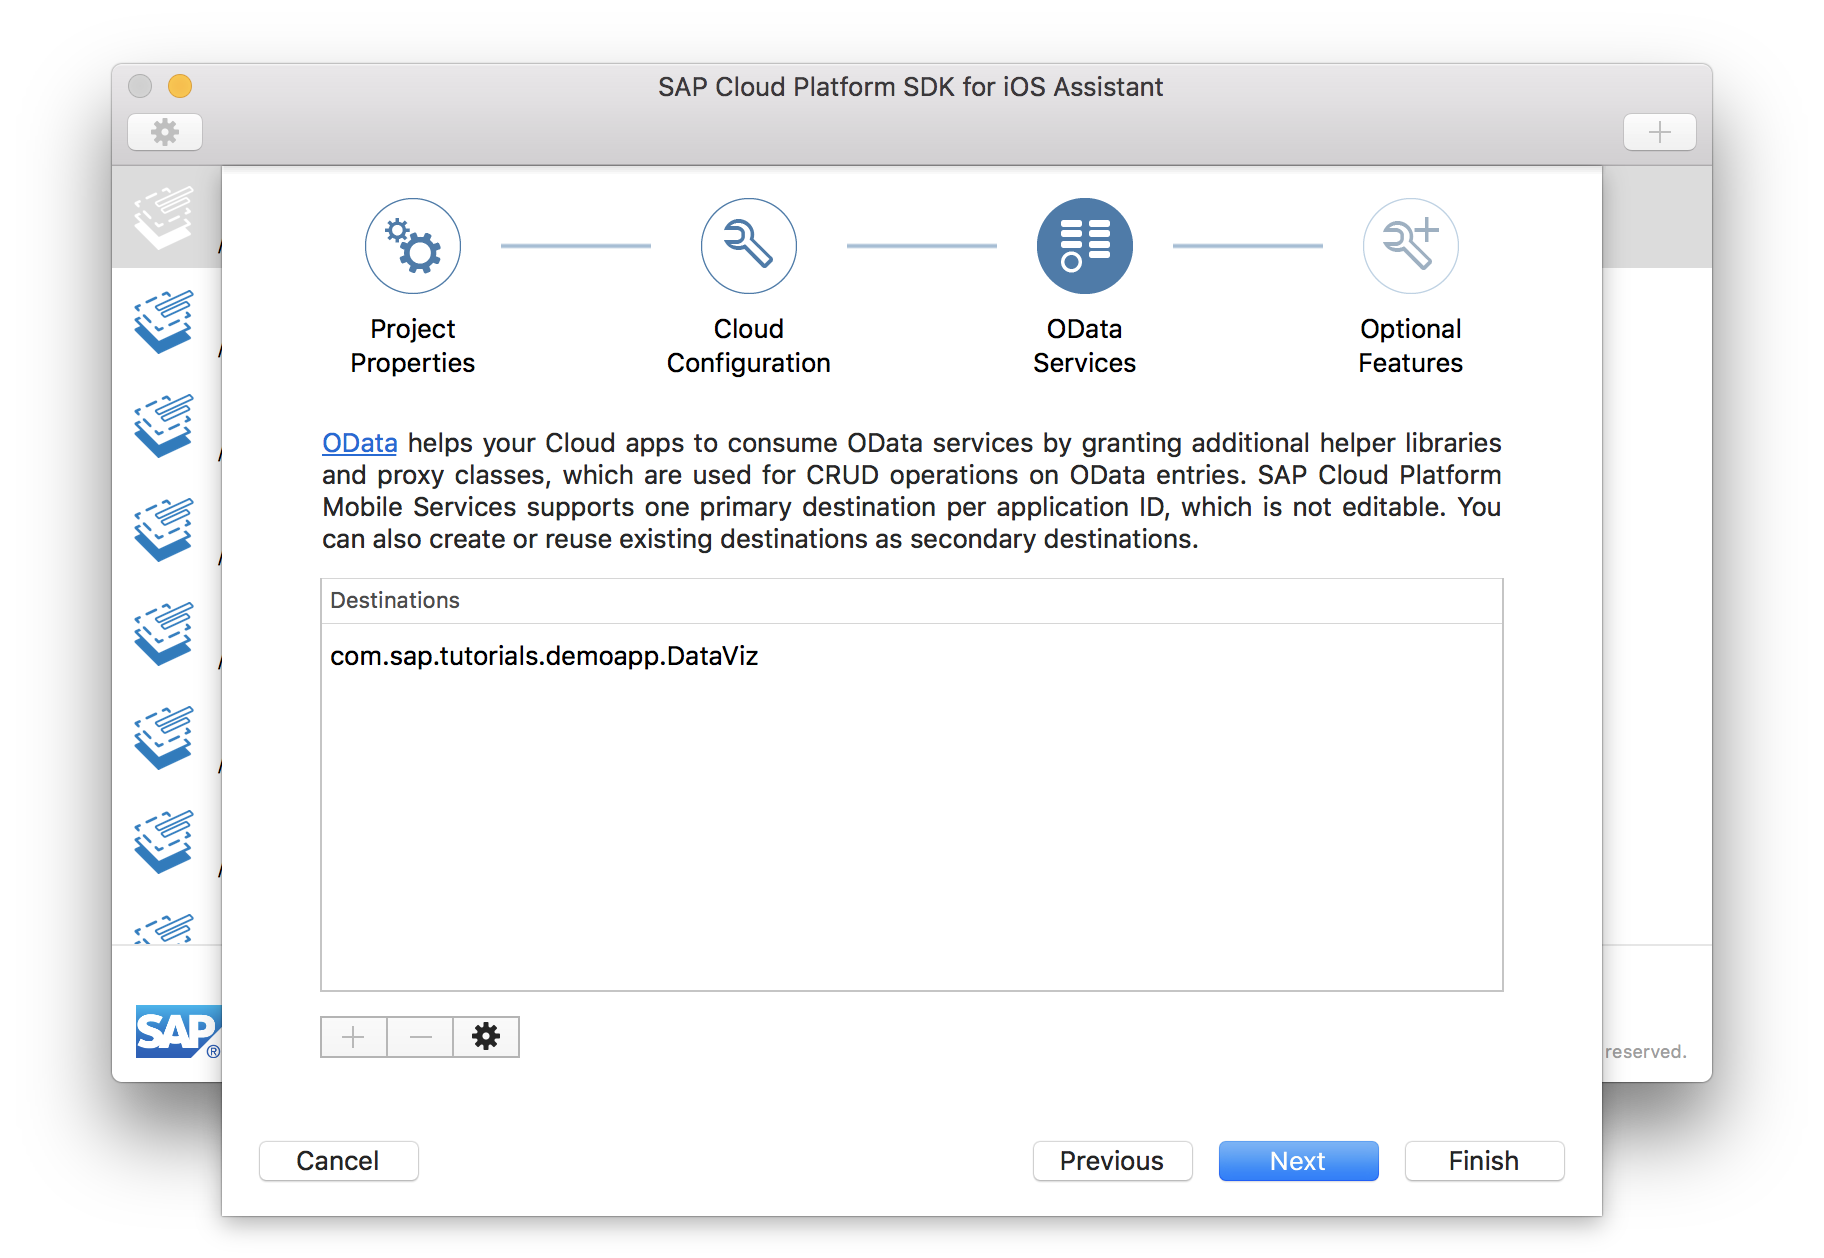 SAP Cloud Platform SDK for iOS Assistant
Project
Properties
Cloud
Configuration
OData
Services
Optional
Features
OData helps your Cloud apps to consume OData services by granting additional helper libraries
and proxy classes, which are used for CRUD operations on OData entries. SAP Cloud Platform
Mobile Services supports one primary destination per application ID, which is not editable. You
can also create or reuse existing destinations as secondary destinations.
Destinations
com.sap.tutorials.demoapp.DataViz
SAP®
reserved.
Cancel
Previous
Next
Finish